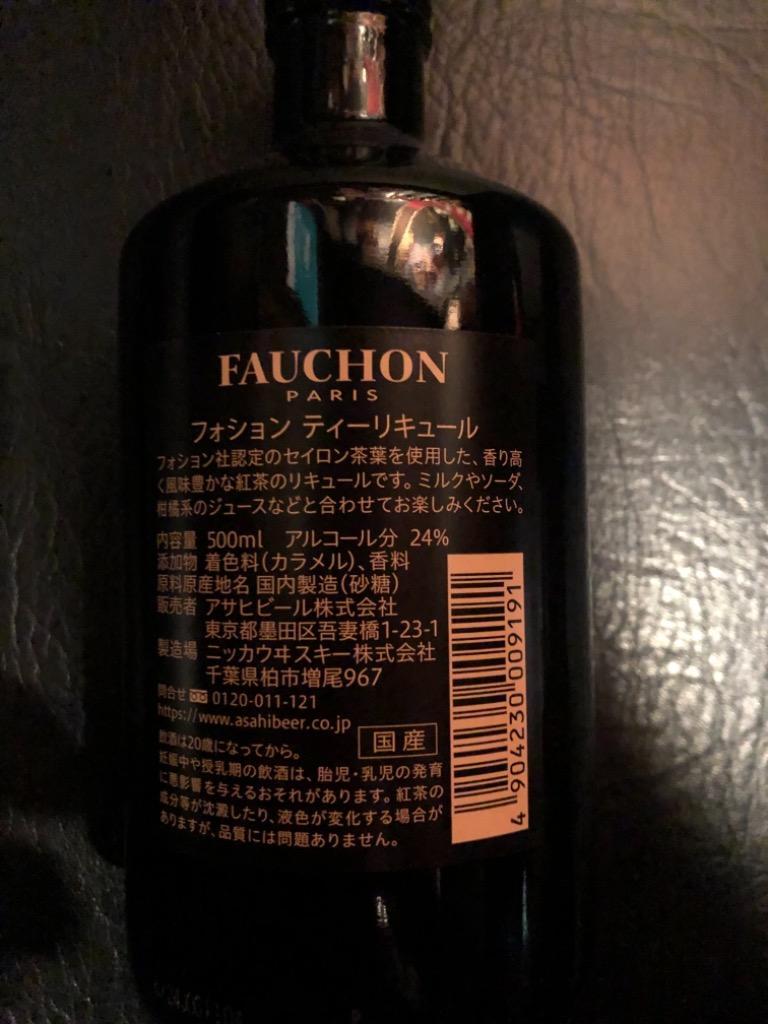 FAUCHON
PARIS
フォション ティーリキュール
フォション社認定のセイロン茶葉を使用した、香り高
く風味豊かな紅茶のリキュールです。ミルクやソーダ、
柑橘系のジュースなどと合わせてお楽しみください。
内容量 500ml アルコール分 24%
添加物 着色料(カラメル)、香料
原料原産地名 国内製造(砂糖)
販売者 アサヒビール株式会社
東京都墨田区吾妻橋1-23-1
製造場 ニッカウヰスキー株式会社
千葉県柏市増尾967
問合せ 0120-011-121
https://www.asahibeer.co.jp
国産
飲酒は20歳になってから。
妊娠中や授乳期の飲酒は、胎児・乳児の発育
に悪影響を与えるおそれがあります。紅茶の
成分等が沈澱したり、液色が変化する場合が
ありますが、品質には問題ありません。
4 904230 009191